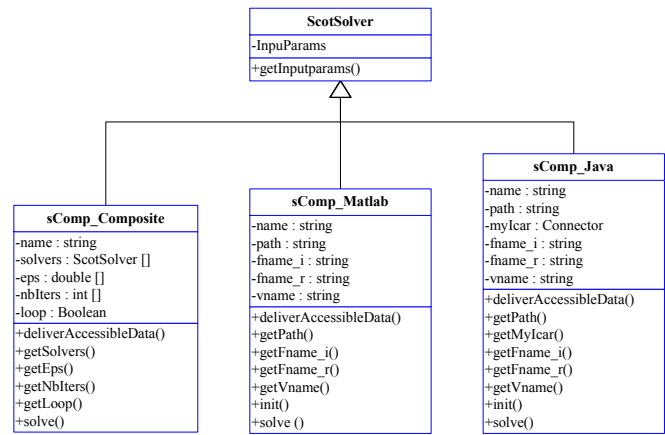 ScotSolver
-InpuParams
+getInputparams()
sComp_Composite
-name : string
-solvers : ScotSolver []
-eps : double []
-nbIters : int []
-loop : Boolean
+deliverAccessibleData()
+getSolvers()
+getEps()
+getNbIters()
+getLoop()
+solve()
sComp_Matlab
-name : string
-path : string
-fname_i : string
-fname_r : string
-vname : string
+deliverAccessibleData()
+getPath()
+getFname_i()
+getFname_r()
+getVname()
+init()
+solve ()
sComp_Java
-name : string
-path : string
-myIcar : Connector
-fname_i : string
-fname_r : string
-vname : string
+deliverAccessibleData()
+getPath()
+getMyIcar()
+getFname_i()
+getFname_r()
+getVname()
+init()
+solve()